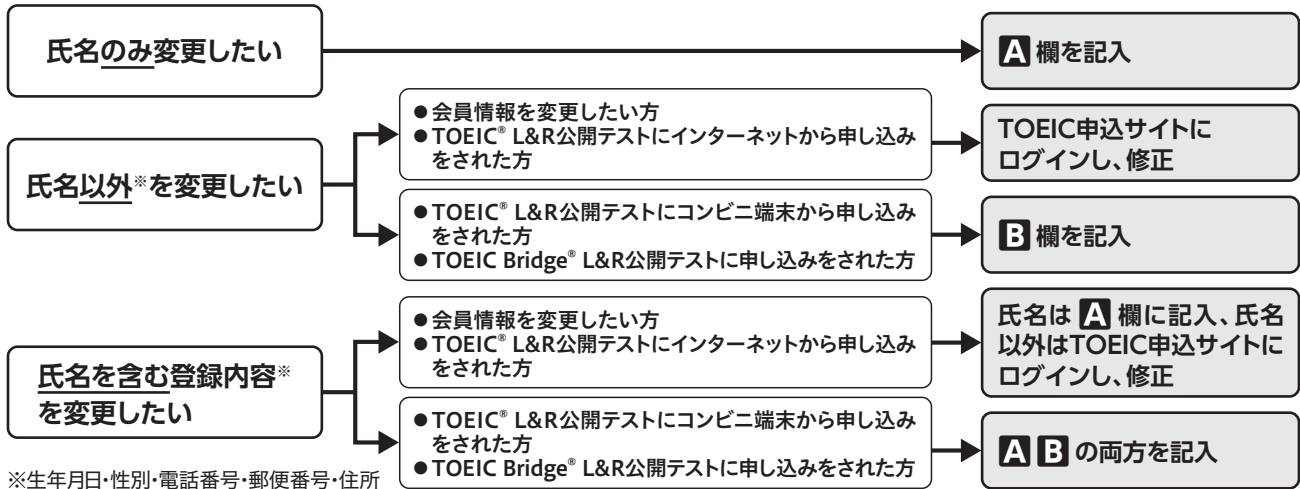 氏名のみ変更したい
A 欄を記入
氏名以外※を変更したい
●会員情報を変更したい方
●TOEIC® L&R公開テストにインターネットから申し込み
をされた方
TOEIC申込サイトに
ログインし、修正
●TOEIC® L&R公開テストにコンビニ端末から申し込み
をされた方
●TOEIC Bridge® L&R公開テストに申し込みをされた方
B 欄を記入
氏名を含む登録内容※
を変更したい
●会員情報を変更したい方
●TOEIC® L&R公開テストにインターネットから申し込み
をされた方
氏名は A 欄に記入、氏名
以外はTOEIC申込サイトに
ログインし、修正
●TOEIC® L&R公開テストにコンビニ端末から申し込み
をされた方
●TOEIC Bridge® L&R公開テストに申し込みをされた方
A B の両方を記入
※生年月日・性別・電話番号・郵便番号・住所